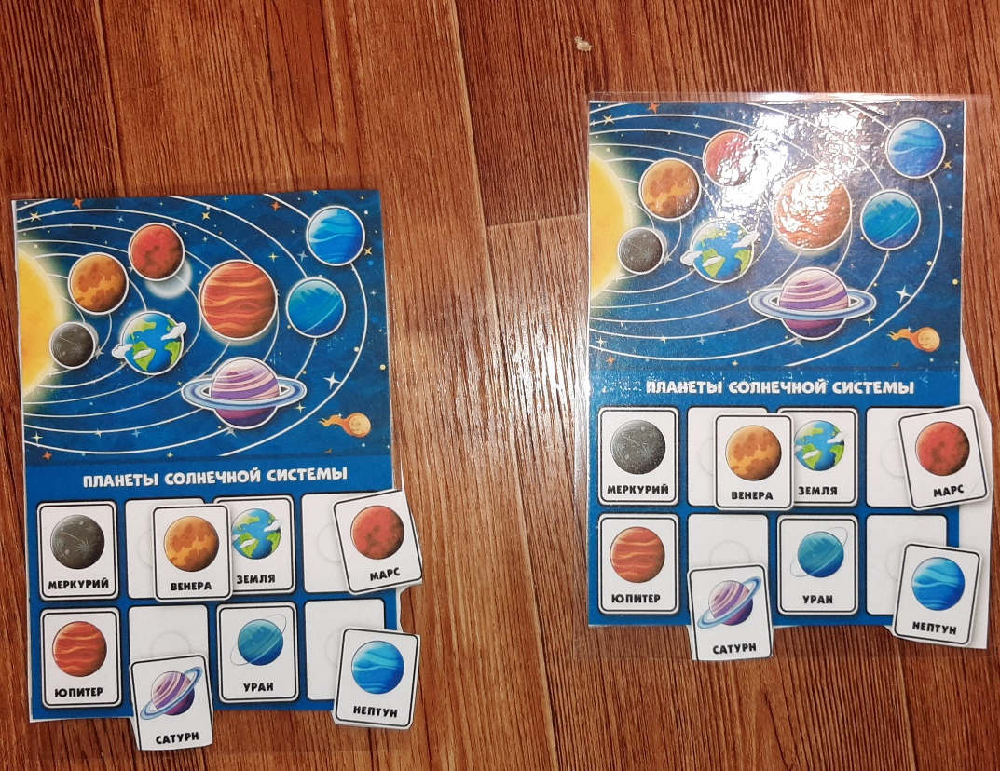 ПЛАНЕТЫ СОЛНЕЧНОЙ СИСТЕМЫ
МЕРКУРИЙ
ВЕНЕРА
ЗЕМЛЯ
МАРС
ЮПИТЕР
САТУРН
УРАН
НЕПТУН
ПЛАНЕТЫ СОЛНЕЧНОЙ СИСТЕМЫ
МЕРКУРИЙ
ВЕНЕРА
ЗЕМЛЯ
МАРС
ЮПИТЕР
САТУРН
УРАН
НЕПТУН